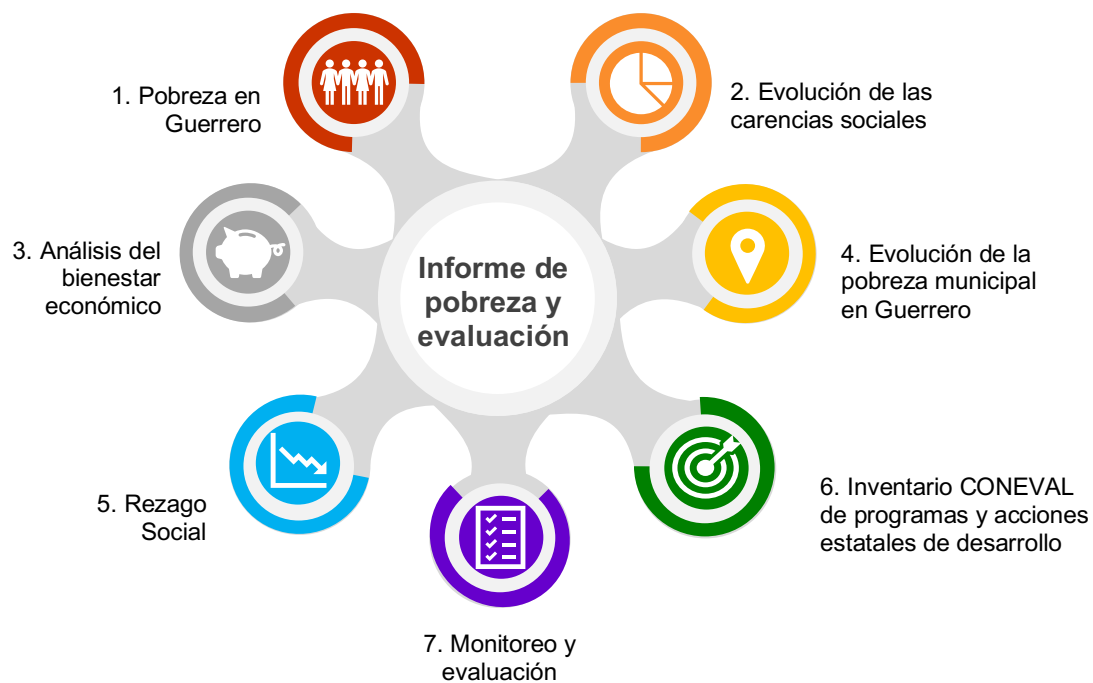 1. Pobreza en
Guerrero
2. Evolución de las
carencias sociales
3. Análisis del
bienestar
económico
Informe de
pobreza y
evaluación
4. Evolución de la
pobreza municipal
en Guerrero
5. Rezago
Social
6. Inventario CONEVAL
de programas y acciones
estatales de desarrollo
7. Monitoreo y
evaluación